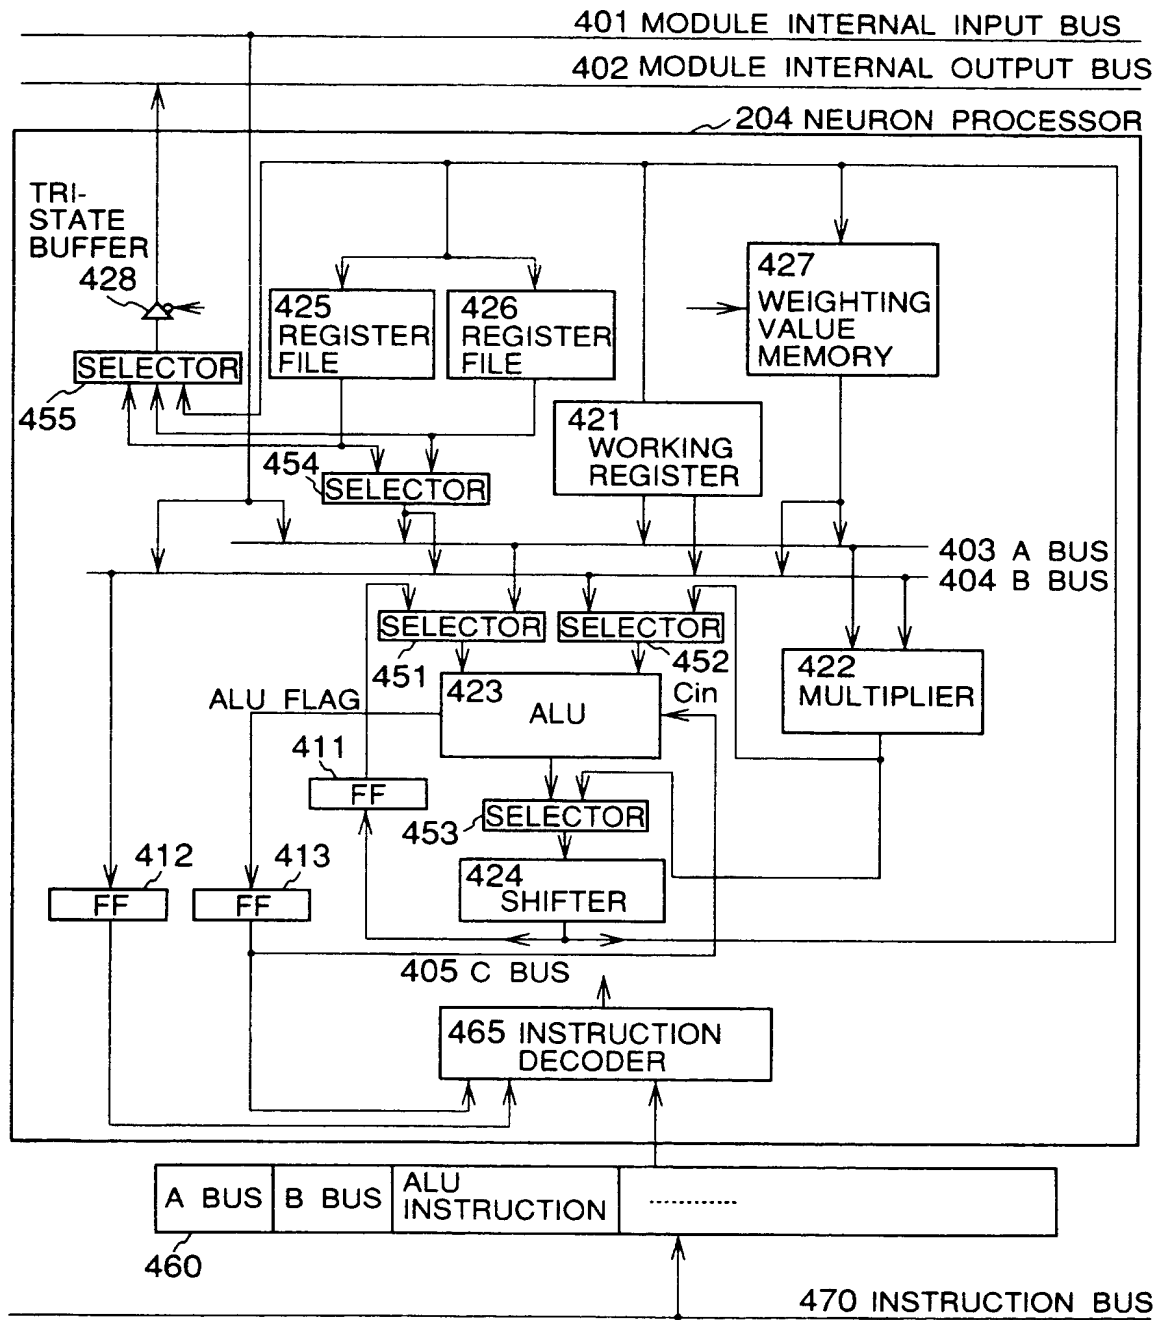 401 MODULE INTERNAL INPUT BUS
402 MODULE INTERNAL OUTPUT BUS
204 NEURON PROCESSOR
TRI-
STATE
BUFFER
428
425
REGISTER
FILE
426
REGISTER
FILE
427
WEIGHTING
VALUE
MEMORY
SELECTOR
455
421
WORKING
REGISTER
454
SELECTOR
403 A BUS
404 B BUS
SELECTOR
451
SELECTOR
452
422
MULTIPLIER
423
ALU
Cin
ALU FLAG
411
FF
SELECTOR
453
412
FF
413
FF
424
SHIFTER
405 C BUS
465 INSTRUCTION
DECODER
A BUS
B BUS
ALU
INSTRUCTION
............
460
470 INSTRUCTION BUS